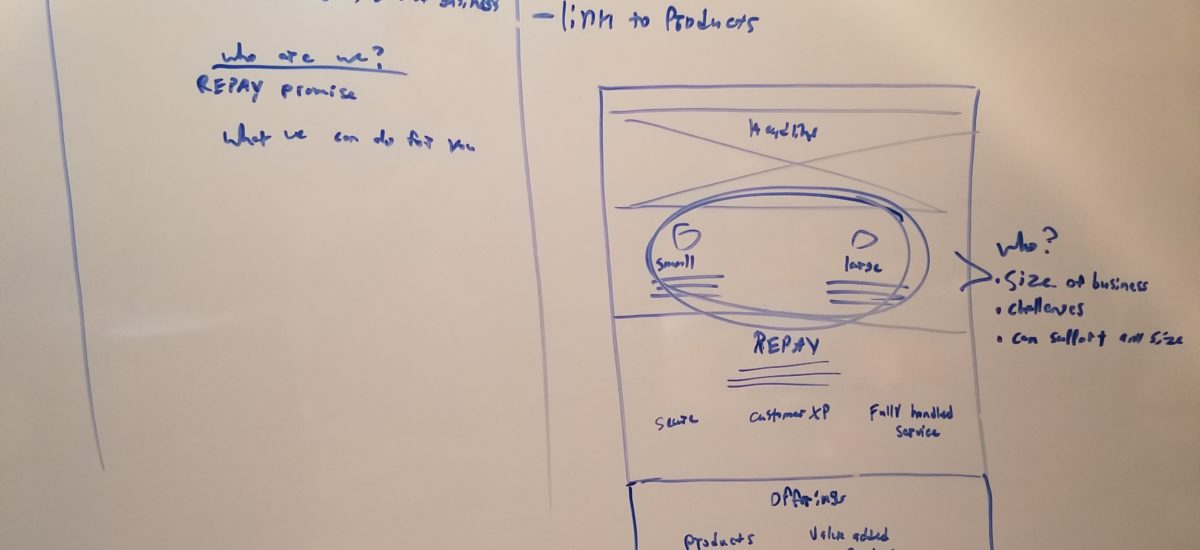 Business
- link to Products
who are we?
REPAY promise
what we can do for you
Headline
small
large
who?
• Size of business
• challenges
• can support any size
REPAY
secure
customer XP
Fully handled
service
offerings
Products
Value added